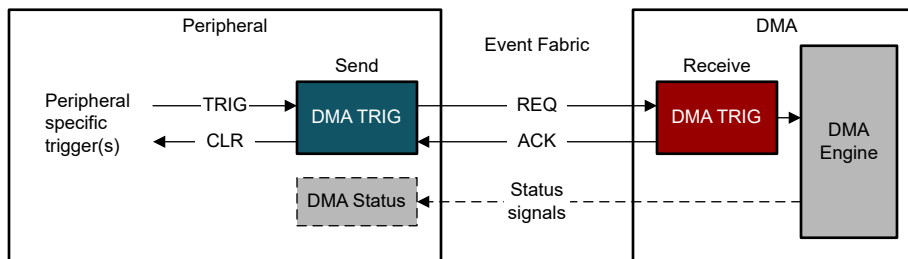 Peripheral
DMA
Event Fabric
Send
Receive
Peripheral
specific
trigger(s)
TRIG
CLR
DMA TRIG
REQ
ACK
DMA TRIG
DMA
Engine
DMA Status
Status
signals